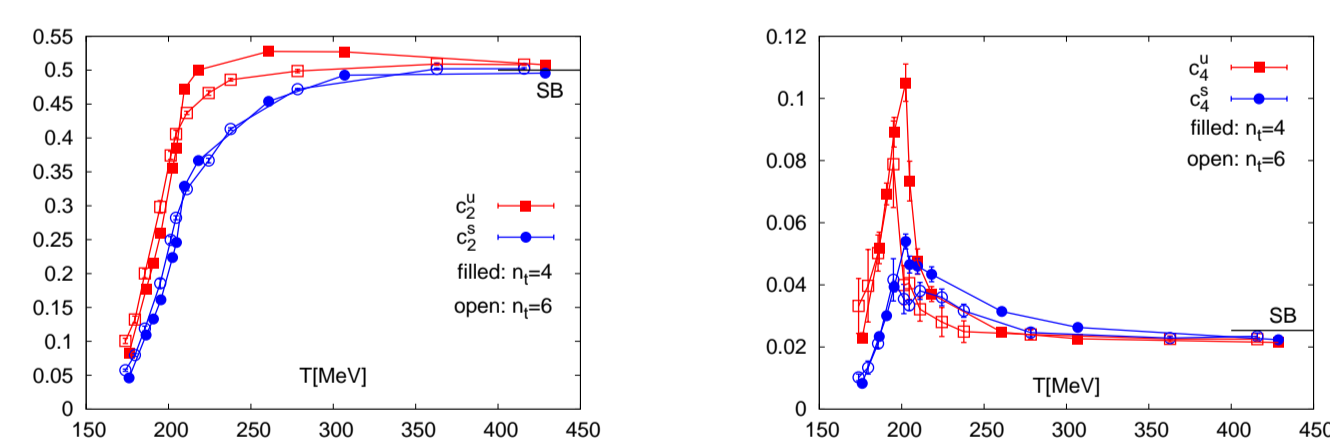 0.55
0.5
0.45
0.4
0.35
0.3
0.25
0.2
0.15
0.1
0.05
0
150 200 250 300 350 400 450
SB
c₂ᵘ
c₂ˢ
filled: nₜ=4
open: nₜ=6
T[MeV]
0.12
0.1
0.08
0.06
0.04
0.02
0
150 200 250 300 350 400 450
c₄ᵘ
c₄ˢ
filled: nₜ=4
open: nₜ=6
SB
T[MeV]